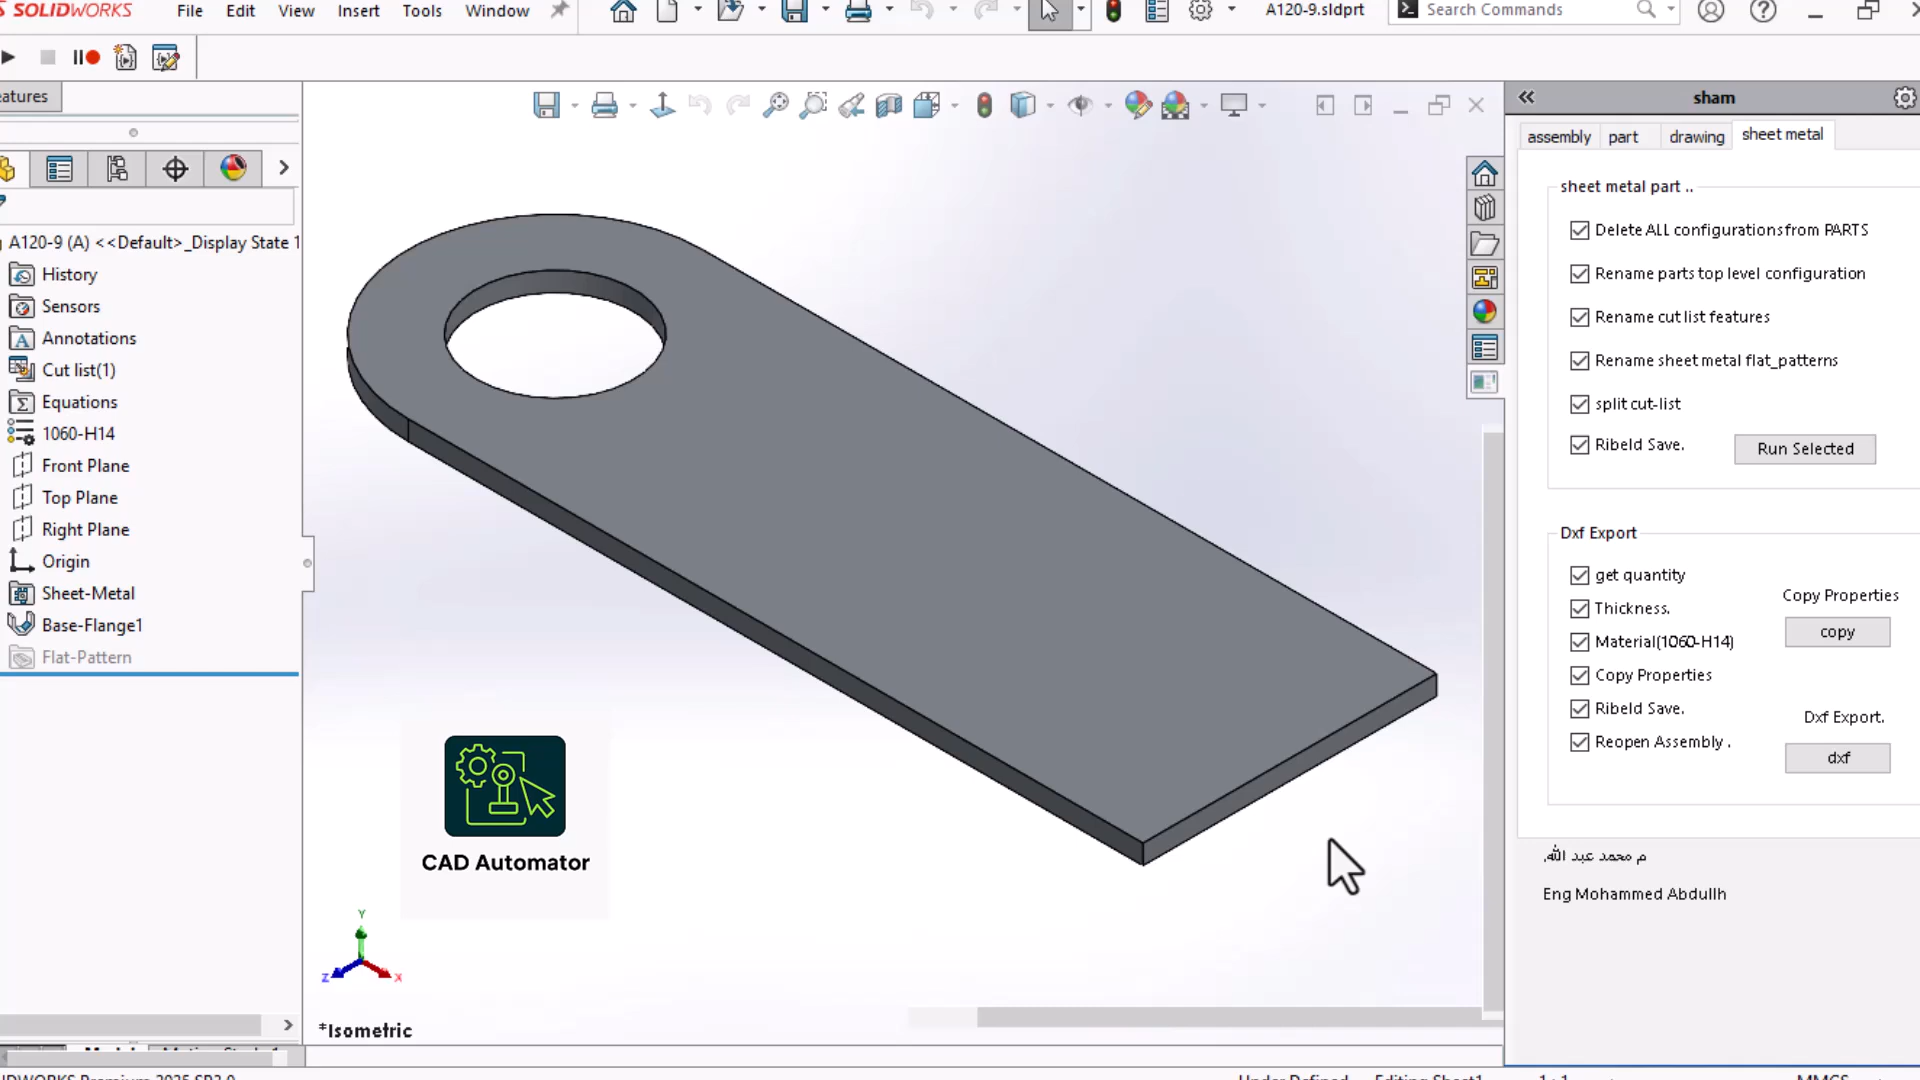 SOLIDWORKS File Edit View Insert Tools Window A120-9.sldprt Search Commands
eatures
sham
assembly part drawing sheet metal
A120-9 (A) <<Default>_Display State 1
History
Sensors
Annotations
Cut list(1)
Equations
1060-H14
Front Plane
Top Plane
Right Plane
Origin
Sheet-Metal
Base-Flange1
Flat-Pattern
CAD Automator
Y
Z X
*Isometric
sheet metal part ..
Delete ALL configurations from PARTS
Rename parts top level configuration
Rename cut list features
Rename sheet metal flat_patterns
split cut-list
Ribeld Save. Run Selected
Dxf Export
get quantity
Copy Properties
Thickness.
copy
Material(1060-H14)
Copy Properties
Ribeld Save.
Dxf Export.
Reopen Assembly .
dxf
م محمد عبد الله,
Eng Mohammed Abdullh